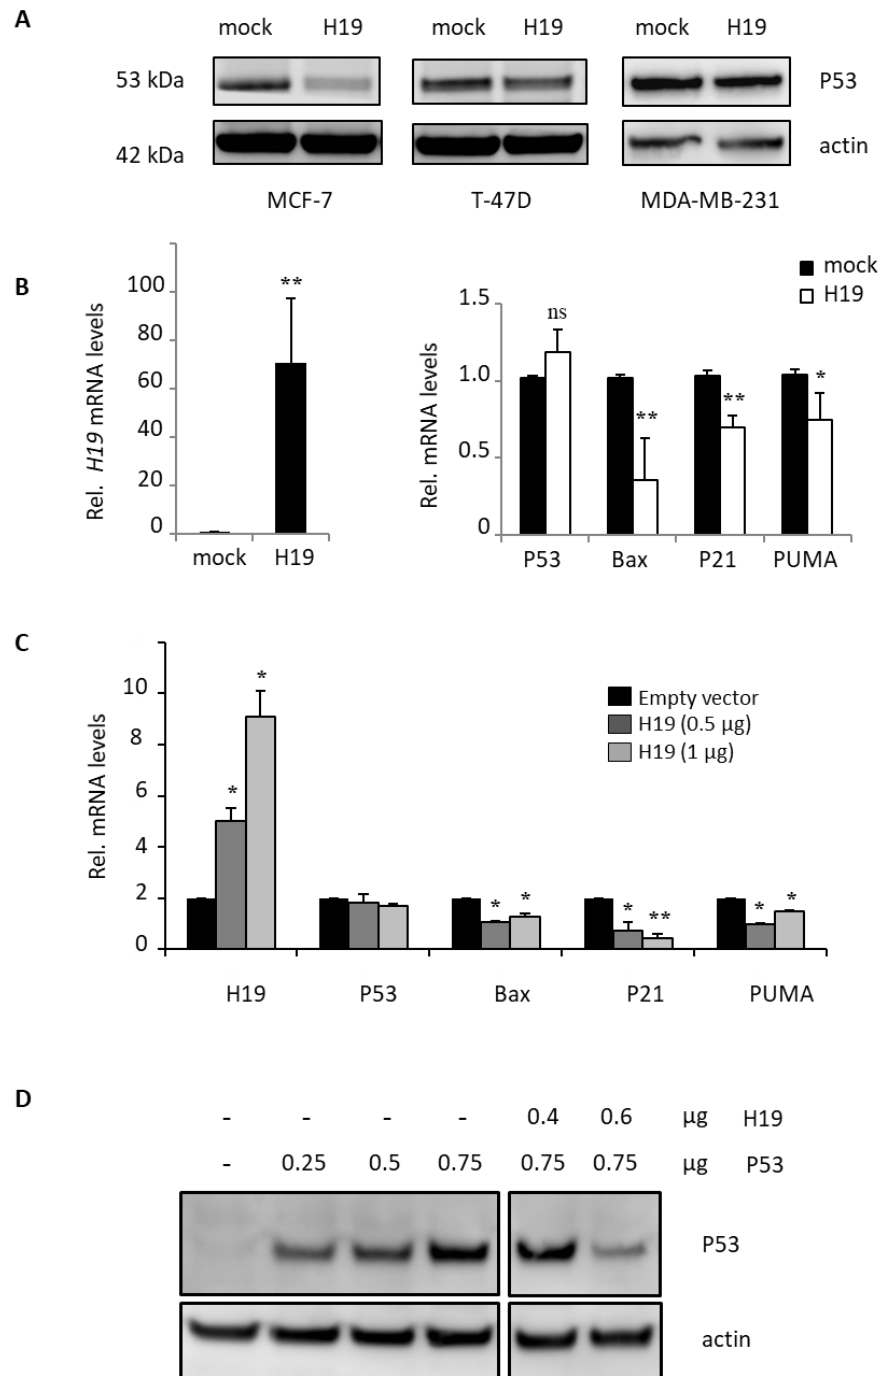 A
mock H19 mock H19 mock H19
53 kDa P53
42 kDa actin
MCF-7 T-47D MDA-MB-231
B
Rel. H19 mRNA levels
100
80
60
40
20
0
**
mock H19
mock
H19
Rel. mRNA levels
1.5
1.0
0.5
0
ns ** ** *
P53 Bax P21 PUMA
C
Rel. mRNA levels
10
8
6
4
2
0
* * * * * ** * *
Empty vector
H19 (0.5 µg)
H19 (1 µg)
H19 P53 Bax P21 PUMA
D
- - - - 0.4 0.6 µg H19
- 0.25 0.5 0.75 0.75 0.75 µg P53
P53
actin